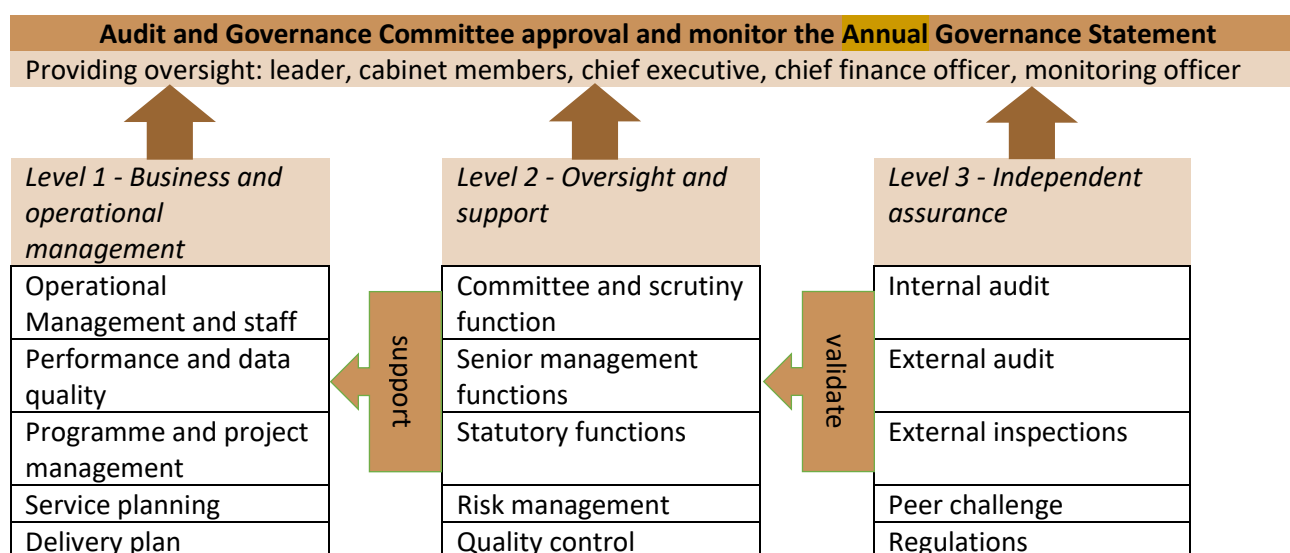 Audit and Governance Committee approval and monitor the Annual Governance Statement
Providing oversight: leader, cabinet members, chief executive, chief finance officer, monitoring officer
Level 1 - Business and
operational
management
Operational
Management and staff
Performance and data
quality
Programme and project
management
Service planning
Delivery plan
support
Level 2 - Oversight and
support
Committee and scrutiny
function
Senior management
functions
Statutory functions
Risk management
Quality control
validate
Level 3 - Independent
assurance
Internal audit
External audit
External inspections
Peer challenge
Regulations